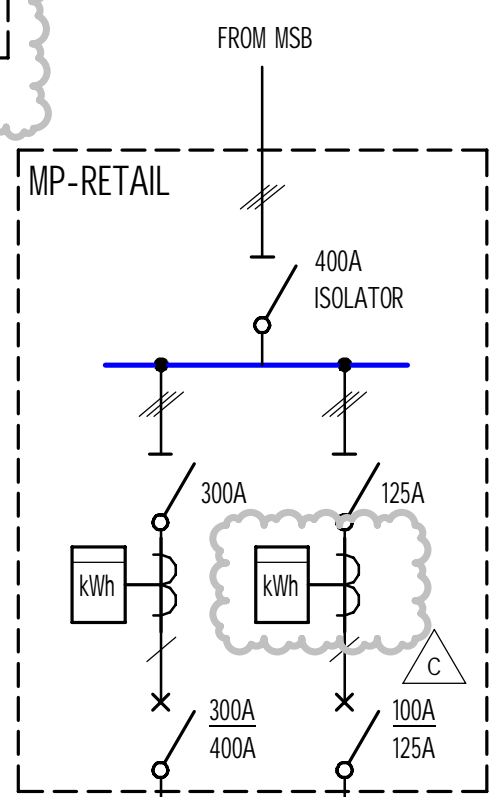 FROM MSB
MP-RETAIL
400A
ISOLATOR
300A
125A
kWh
kWh
C
300A
400A
100A
125A